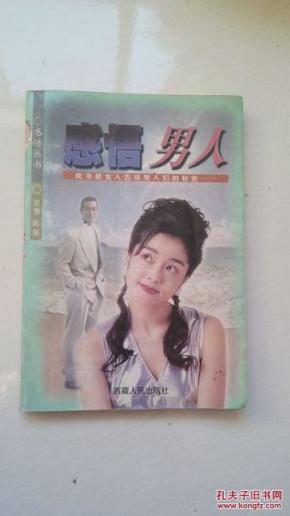 感悟 男人
此书是女人告诉男人们的秘密——
感悟丛书
西藏人民出版社
孔夫子旧书网
kongfz.com